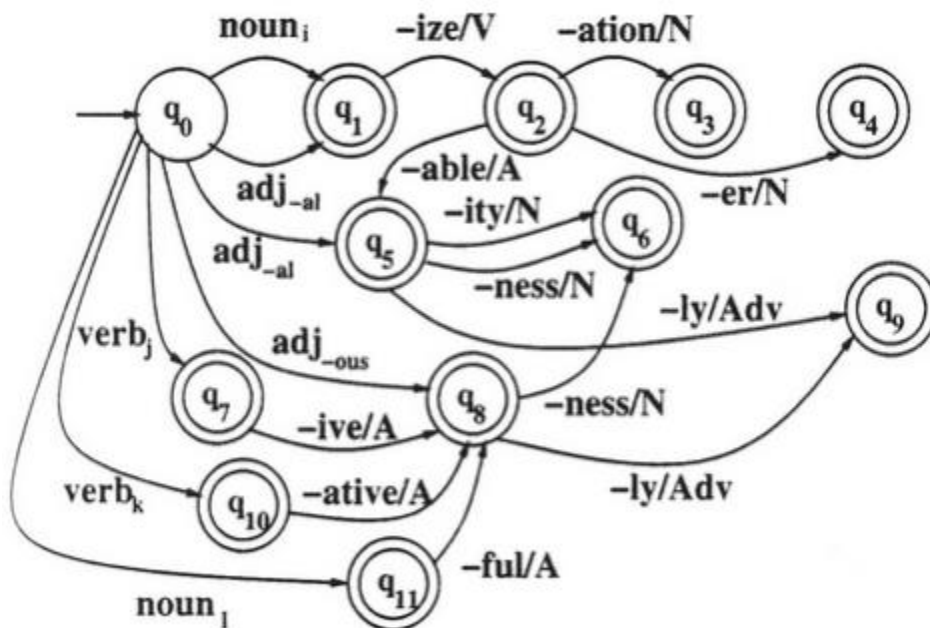 noun_i -ize/V -ation/N
q_0 q_1 q_2 q_3 q_4
adj_-al -able/A -er/N
adj_-al q_5 -ity/N q_6
-ness/N
verb_j adj_-ous -ly/Adv q_9
q_7 q_8 -ness/N
-ive/A
verb_k q_10 -ative/A -ly/Adv
noun_l q_11 -ful/A